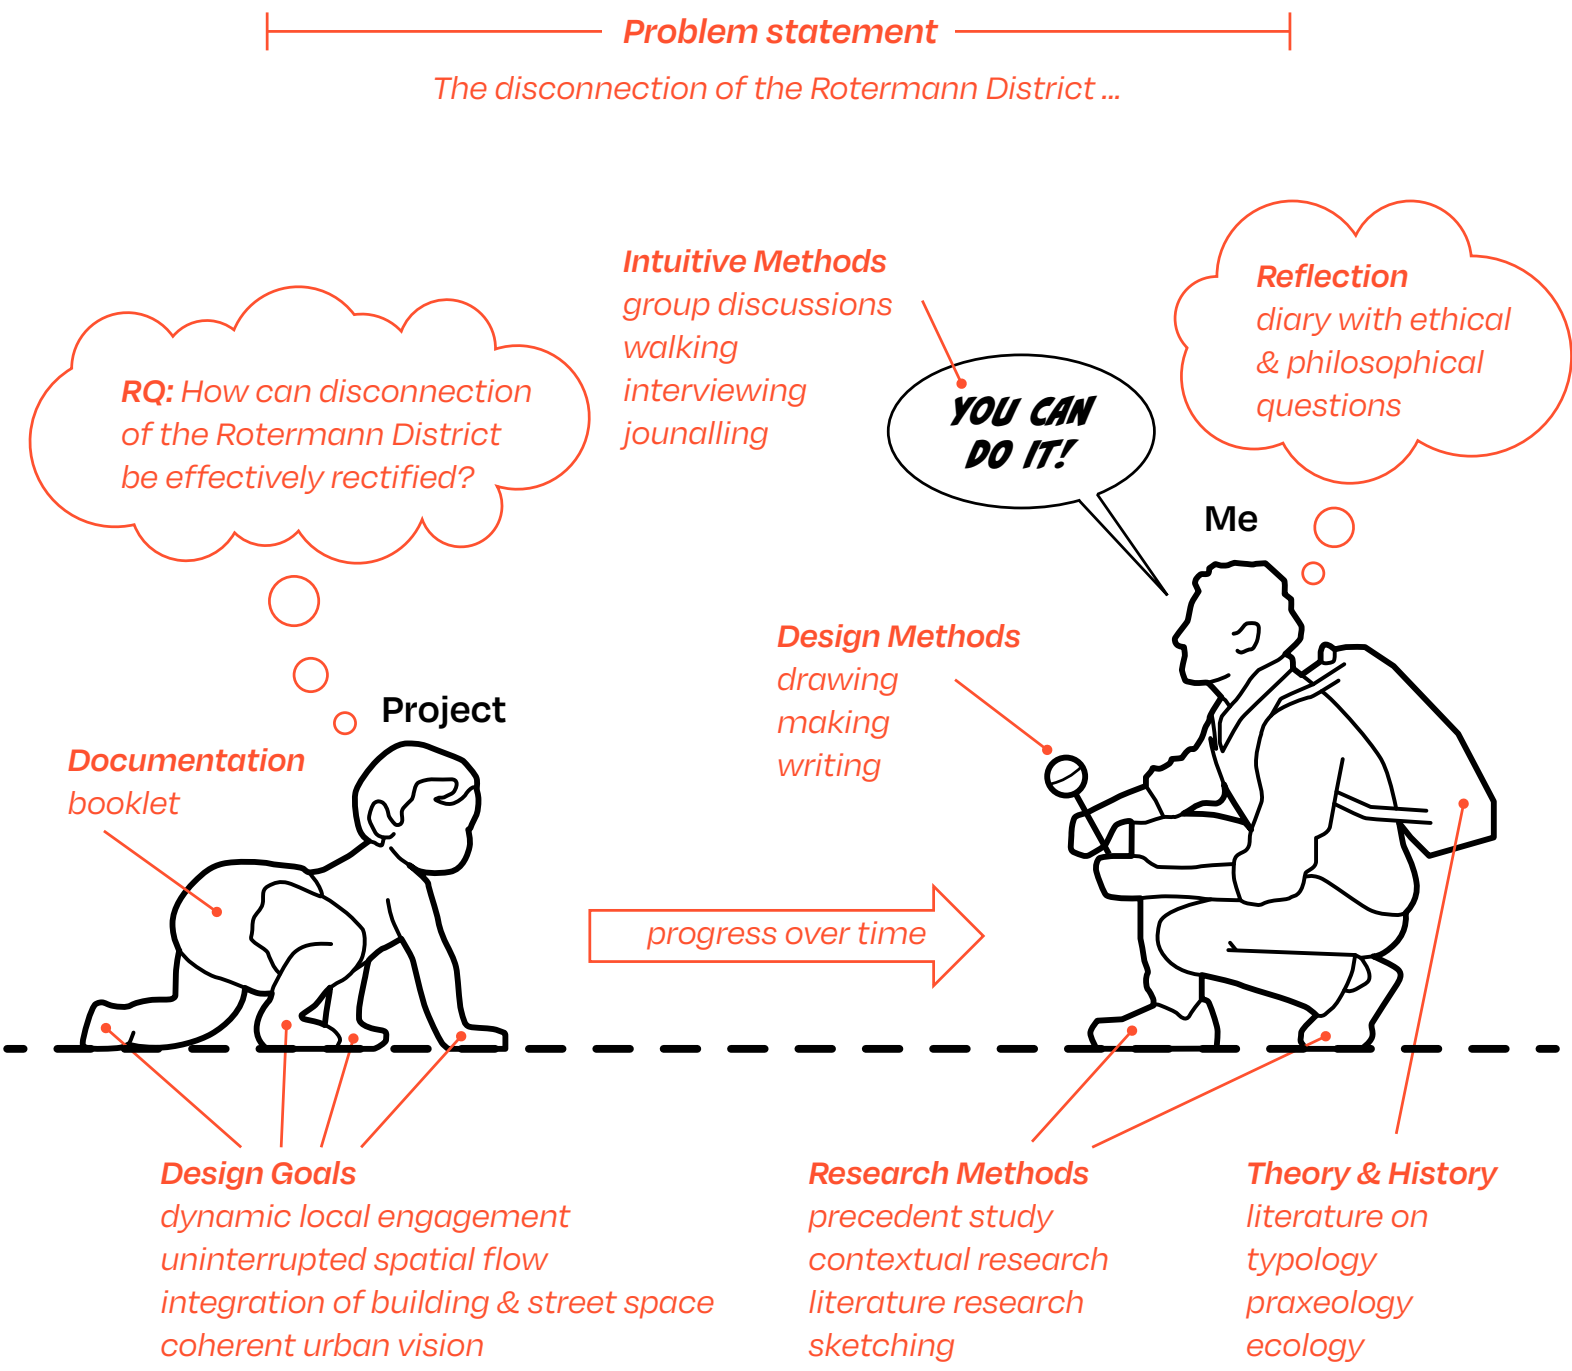 Problem statement
The disconnection of the Rotermann District ...
Intuitive Methods
group discussions
walking
interviewing
jounalling
Reflection
diary with ethical
& philosophical
questions
RQ: How can disconnection
of the Rotermann District
be effectively rectified?
YOU CAN
DO IT!
Me
Design Methods
drawing
making
writing
Project
Documentation
booklet
progress over time
Design Goals
dynamic local engagement
uninterrupted spatial flow
integration of building & street space
coherent urban vision
Research Methods
precedent study
contextual research
literature research
sketching
Theory & History
literature on
typology
praxeology
ecology